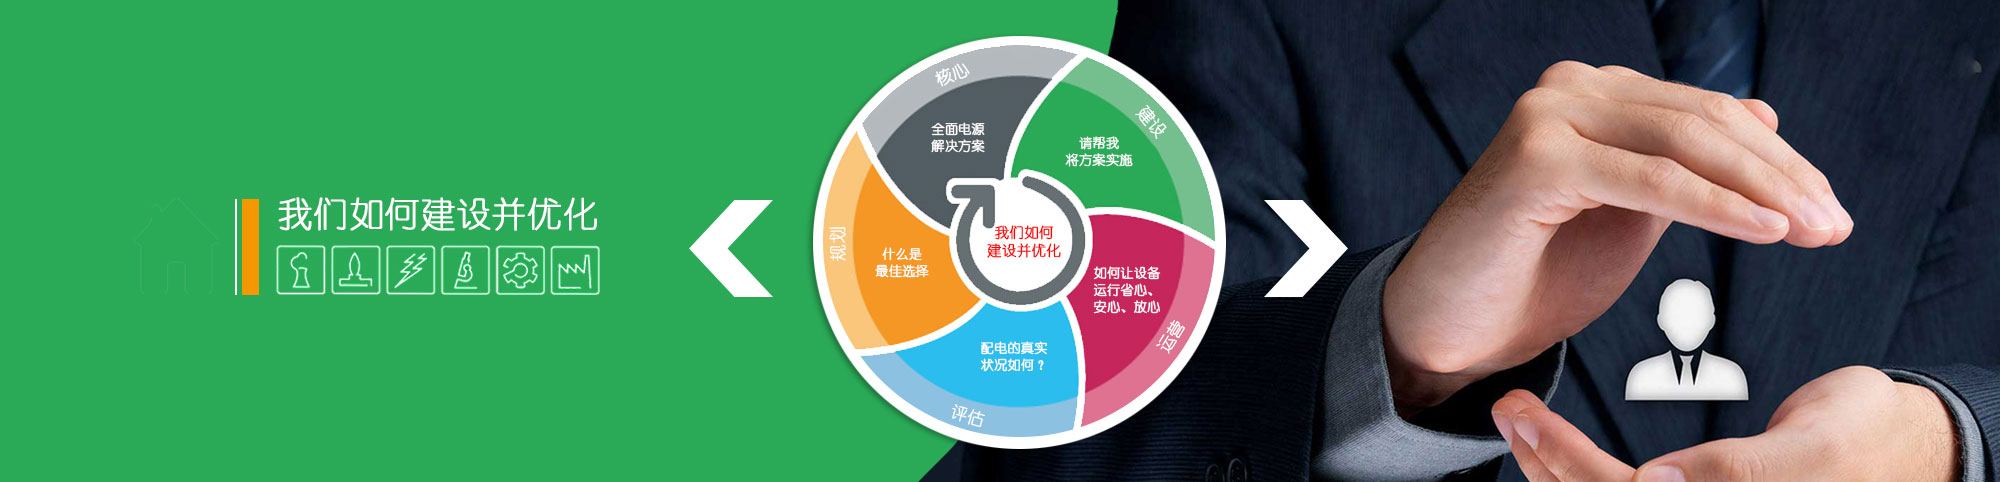 我们如何建设并优化
核心
全面电源
解决方案
建设
请帮我
将方案实施
规划
什么是
最佳选择
我们如何
建设并优化
如何让设备
运行省心、
安心、放心
运营
配电的真实
状况如何？
评估